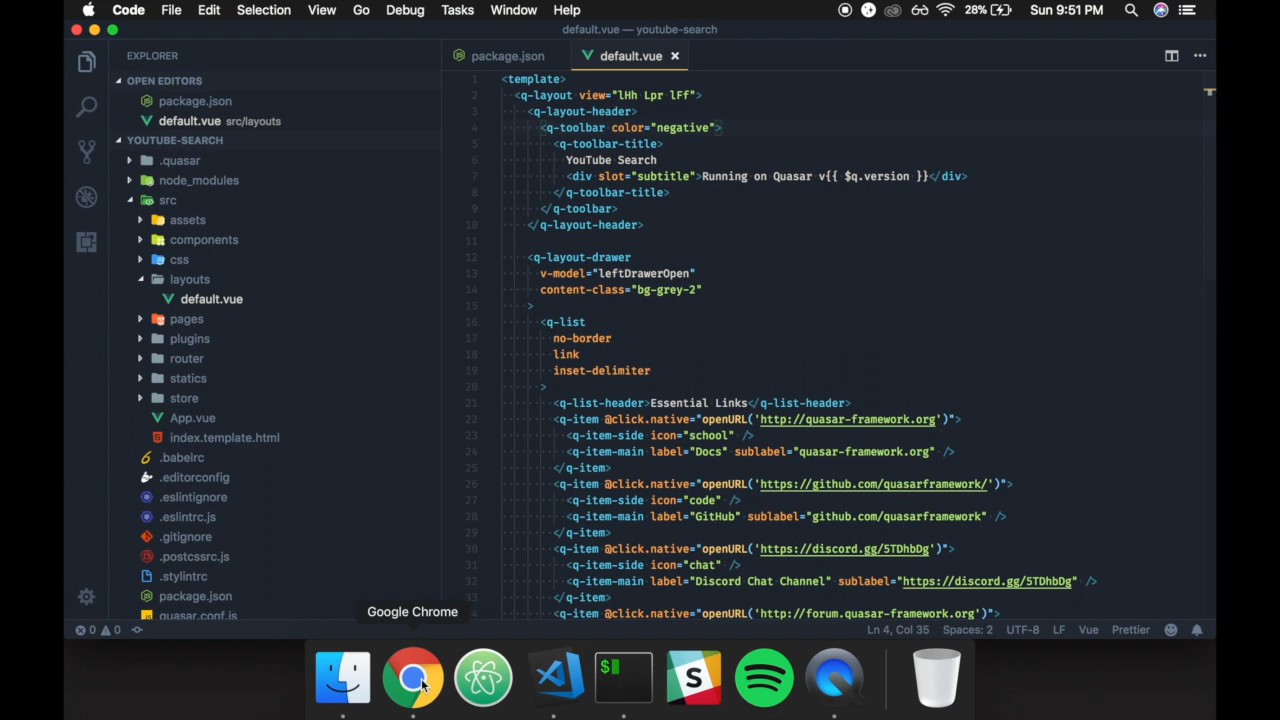 Code File Edit Selection View Go Debug Tasks Window Help 28% Sun 9:51 PM
default.vue — youtube-search
EXPLORER
OPEN EDITORS
package.json
default.vue src/layouts
YOUTUBE-SEARCH
.quasar
node_modules
src
assets
components
css
layouts
default.vue
pages
plugins
router
statics
store
App.vue
index.template.html
.babelrc
.editorconfig
.eslintignore
.eslintrc.js
.gitignore
.postcssrc.js
.stylintrc
package.json
quasar.conf.js
package.json default.vue
1 <template>
2 <q-layout view="lHh Lpr lFf">
3 <q-layout-header>
4 <q-toolbar color="negative">
5 <q-toolbar-title>
6 YouTube Search
7 <div slot="subtitle">Running on Quasar v{{ $q.version }}</div>
8 </q-toolbar-title>
9 </q-toolbar>
10 </q-layout-header>
11
12 <q-layout-drawer
13 v-model="leftDrawerOpen"
14 content-class="bg-grey-2"
15 >
16 <q-list
17 no-border
18 link
19 inset-delimiter
20 >
21 <q-list-header>Essential Links</q-list-header>
22 <q-item @click.native="openURL('http://quasar-framework.org')">
23 <q-item-side icon="school" />
24 <q-item-main label="Docs" sublabel="quasar-framework.org" />
25 </q-item>
26 <q-item @click.native="openURL('https://github.com/quasarframework/')">
27 <q-item-side icon="code" />
28 <q-item-main label="GitHub" sublabel="github.com/quasarframework" />
29 </q-item>
30 <q-item @click.native="openURL('https://discord.gg/5TDhbDg')">
31 <q-item-side icon="chat" />
32 <q-item-main label="Discord Chat Channel" sublabel="https://discord.gg/5TDhbDg" />
33 </q-item>
34 <q-item @click.native="openURL('http://forum.quasar-framework.org')">
Google Chrome
0 0 Ln 4, Col 35 Spaces: 2 UTF-8 LF Vue Prettier
$
S